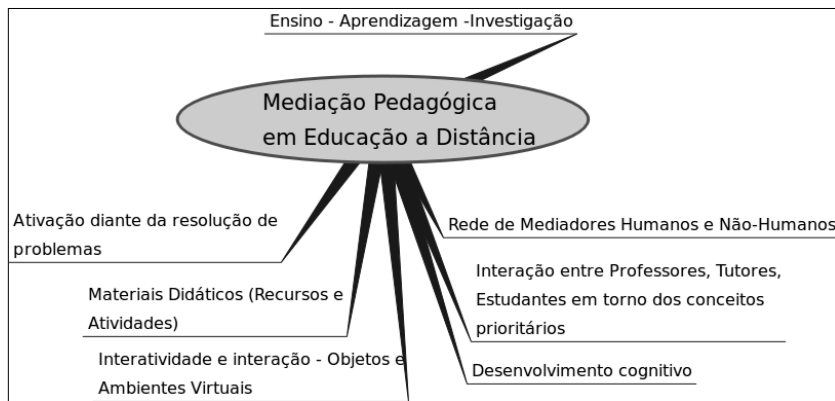 Ensino - Aprendizagem -Investigação
Mediação Pedagógica
em Educação a Distância
Ativação diante da resolução de
problemas
Rede de Mediadores Humanos e Não-Humanos
Materiais Didáticos (Recursos e
Atividades)
Interação entre Professores, Tutores,
Estudantes em torno dos conceitos
prioritários
Interatividade e interação - Objetos e
Ambientes Virtuais
Desenvolvimento cognitivo